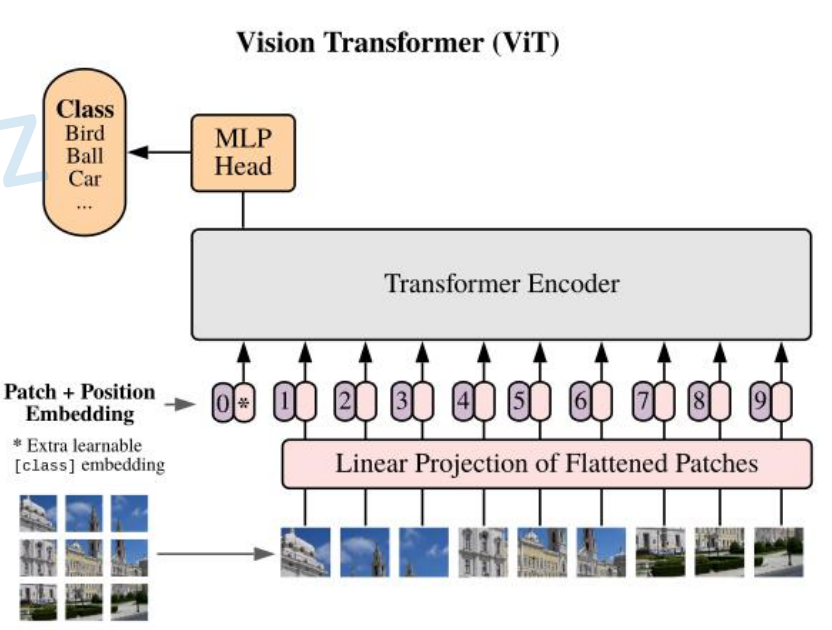 Vision Transformer (ViT)
Class
Bird
Ball
Car
...
MLP
Head
Transformer Encoder
Patch + Position
Embedding
0 * 1 2 3 4 5 6 7 8 9
* Extra learnable
[class] embedding
Linear Projection of Flattened Patches